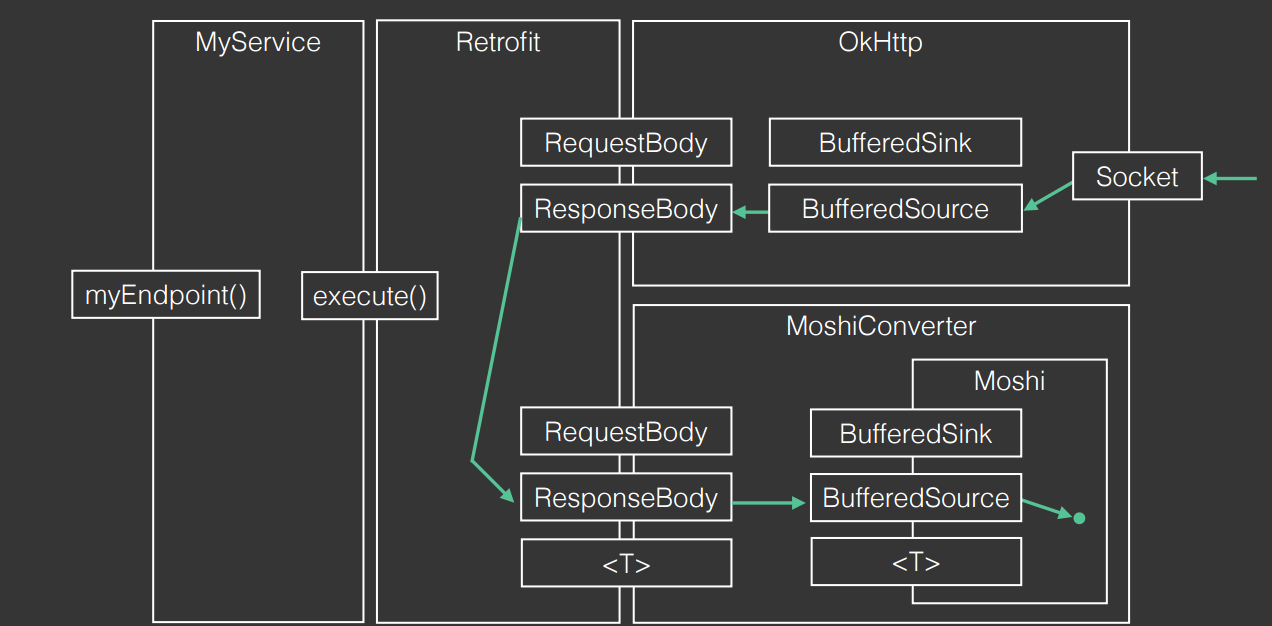 MyService
Retrofit
OkHttp
RequestBody
BufferedSink
Socket
ResponseBody
BufferedSource
myEndpoint()
execute()
MoshiConverter
Moshi
RequestBody
BufferedSink
ResponseBody
BufferedSource
<T>
<T>